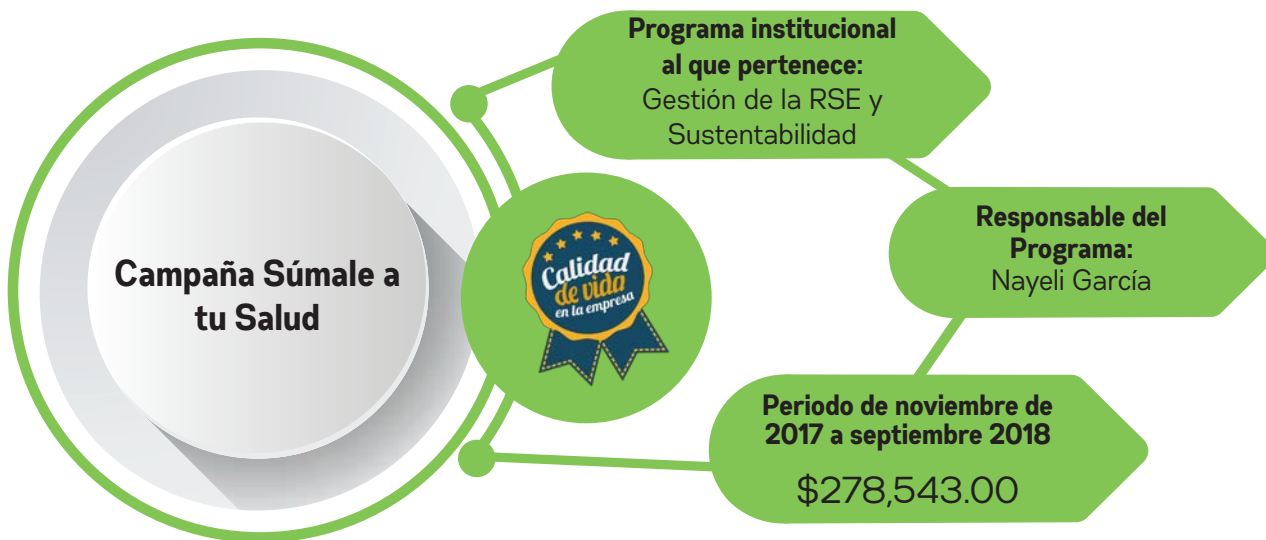 Programa institucional
al que pertenece:
Gestión de la RSE y
Sustentabilidad
Campaña Súmale a
tu Salud
Calidad
de vida
en la empresa
Responsable del
Programa:
Nayeli García
Periodo de noviembre de
2017 a septiembre 2018
$278,543.00